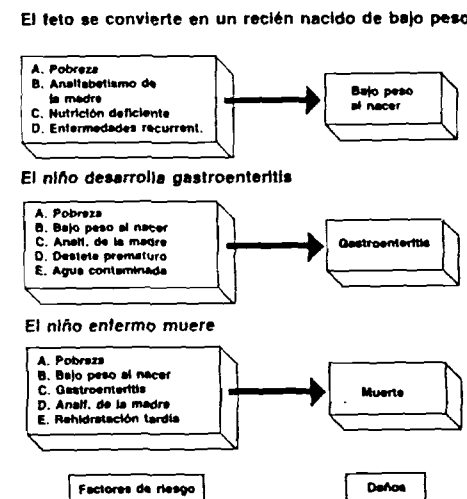 El feto se convierte en un recién nacido de bajo peso
A. Pobreza
B. Analfabetismo de
la madre
C. Nutrición deficiente
D. Enfermedades recurrent.
Bajo peso
al nacer
El niño desarrolla gastroenteritis
A. Pobreza
B. Bajo peso al nacer
C. Analf. de la madre
D. Destete prematuro
E. Agua contaminada
Gastroenteritis
El niño enfermo muere
A. Pobreza
B. Bajo peso al nacer
C. Gastroenteritis
D. Analf. de la madre
E. Rehidratación tardía
Muerte
Factores de riesgo
Daños